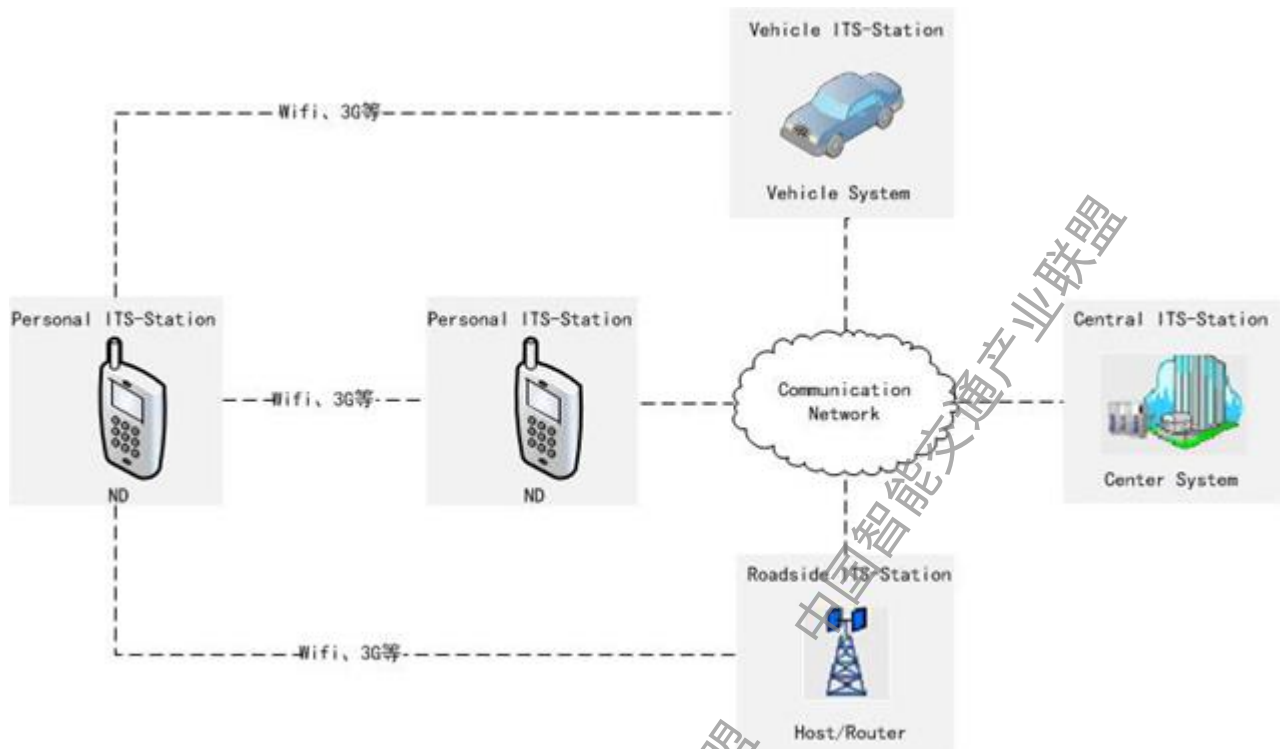 Vehicle ITS-Station
Wifi、3G等
Vehicle System
Personal ITS-Station
Personal ITS-Station
Central ITS-Station
Wifi、3G等
Communication
Network
Center System
ND
ND
Roadside ITS-Station
Wifi、3G等
Host/Router
中国智能交通产业联盟
盟